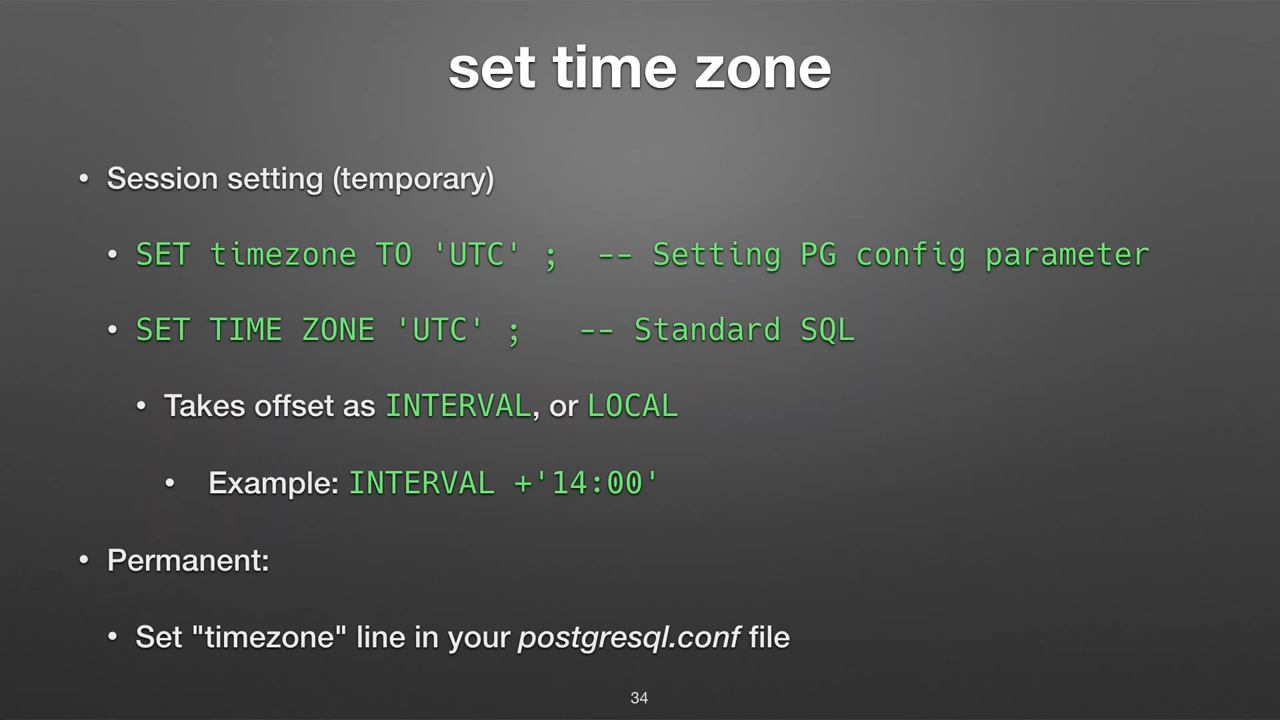 set time zone
• Session setting (temporary)
• SET timezone TO 'UTC' ;  -- Setting PG config parameter
• SET TIME ZONE 'UTC' ;   -- Standard SQL
• Takes offset as INTERVAL, or LOCAL
• Example: INTERVAL +'14:00'
• Permanent:
• Set "timezone" line in your postgresql.conf file
34